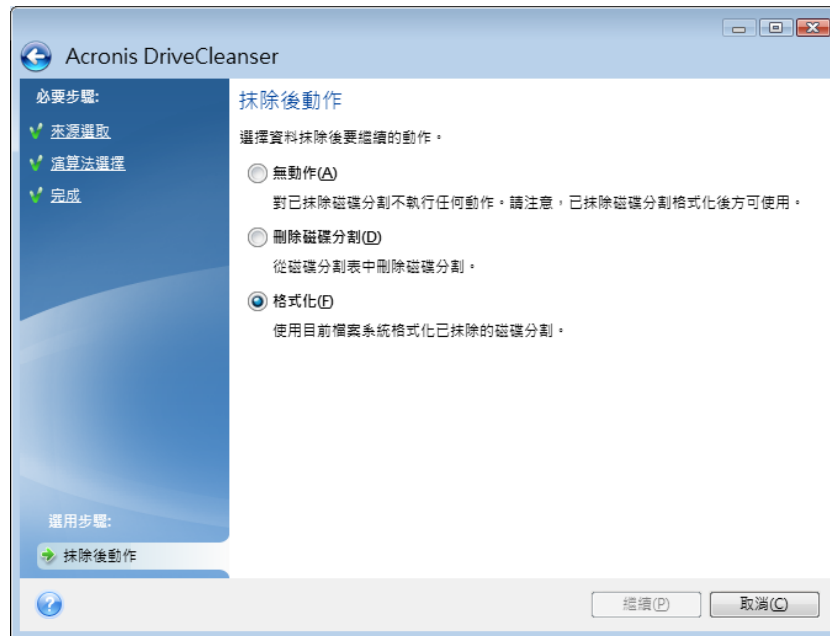 Acronis DriveCleanser
必要步驟:
來源選取
演算法選擇
完成
選用步驟:
抹除後動作
抹除後動作
選擇資料抹除後要繼續的動作。
無動作(A)
對已抹除磁碟分割不執行任何動作。請注意，已抹除磁碟分割格式化後方可使用。
刪除磁碟分割(D)
從磁碟分割表中刪除磁碟分割。
格式化(F)
使用目前檔案系統格式化已抹除的磁碟分割。
繼續(P)
取消(C)